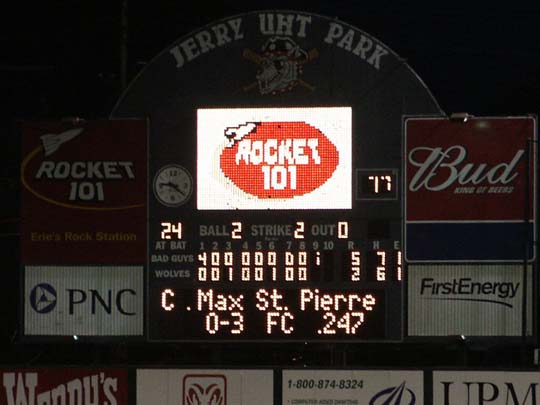 JERRY UHT PARK
ROCKET
101
ROCKET
101
Erie's Rock Station
77
Bud
KING OF BEERS
24 BALL 2 STRIKE 2 OUT 0
AT BAT 1 2 3 4 5 6 7 8 9 10 R H E
BAD GUYS 4 0 0 0 0 0 1 0 5 7 1
WOLVES 0 0 1 0 0 1 0 0 2 6 1
PNC
FirstEnergy
C .Max St. Pierre
0-3 FC .247
Wendy's
1-800-874-8324
UPMC